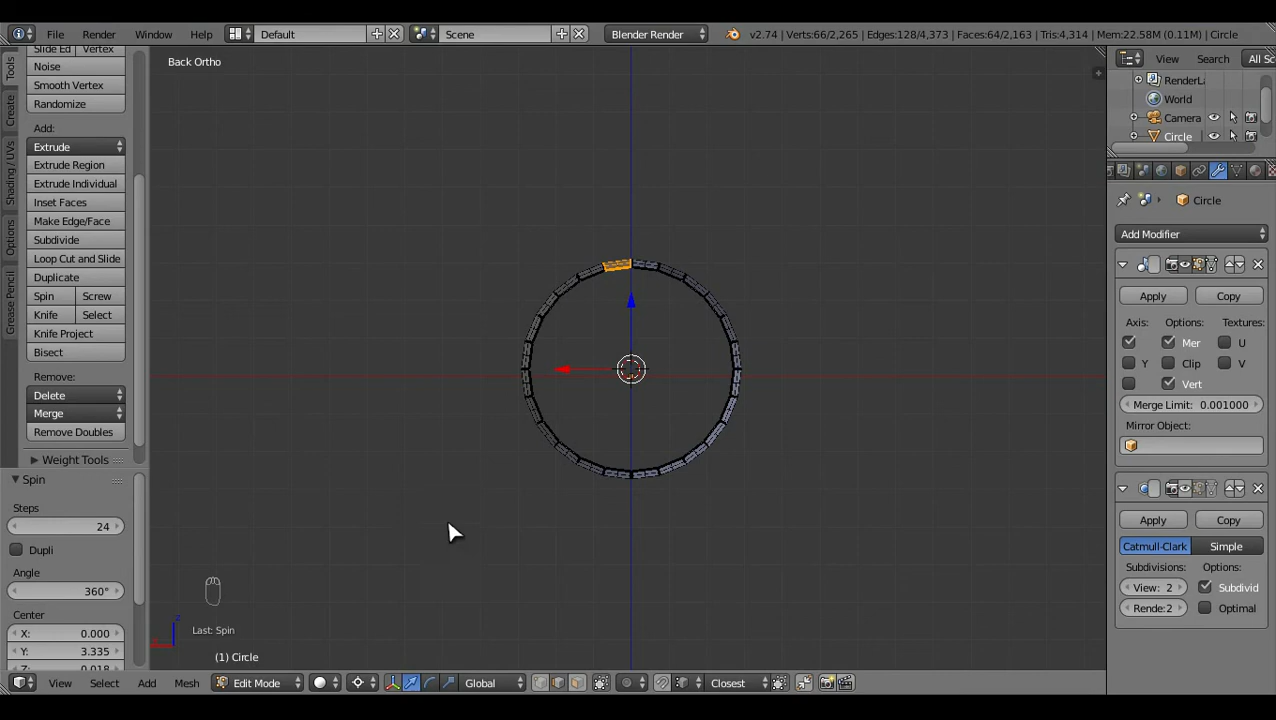 File
Render
Window
Help
Default
Scene
Blender Render
v2.74 | Verts:66/2,265 | Edges:128/4,373 | Faces:64/2,163 | Tris:4,314 | Mem:22.58M (0.11M) | Circle
Back Ortho
Tools
Create
Shading / UVs
Options
Grease Pencil
Slide Ed
Vertex
Noise
Smooth Vertex
Randomize
Add:
Extrude
Extrude Region
Extrude Individual
Inset Faces
Make Edge/Face
Subdivide
Loop Cut and Slide
Duplicate
Spin
Screw
Knife
Select
Knife Project
Bisect
Remove:
Delete
Merge
Remove Doubles
Weight Tools
Spin
Steps
24
Dupli
Angle
360°
Center
X: 0.000
Y: 3.335
Z: 0.018
Last: Spin
(1) Circle
View
Select
Add
Mesh
Edit Mode
Global
Closest
View
Search
All Sc
RenderLa
World
Camera
Circle
Circle
Add Modifier
Apply
Copy
Axis:
Options:
Textures:
Mer
U
Y
Clip
V
Vert
Merge Limit: 0.001000
Mirror Object:
Apply
Copy
Catmull-Clark
Simple
Subdivisions:
Options:
View: 2
Subdivid
Rende:2
Optimal